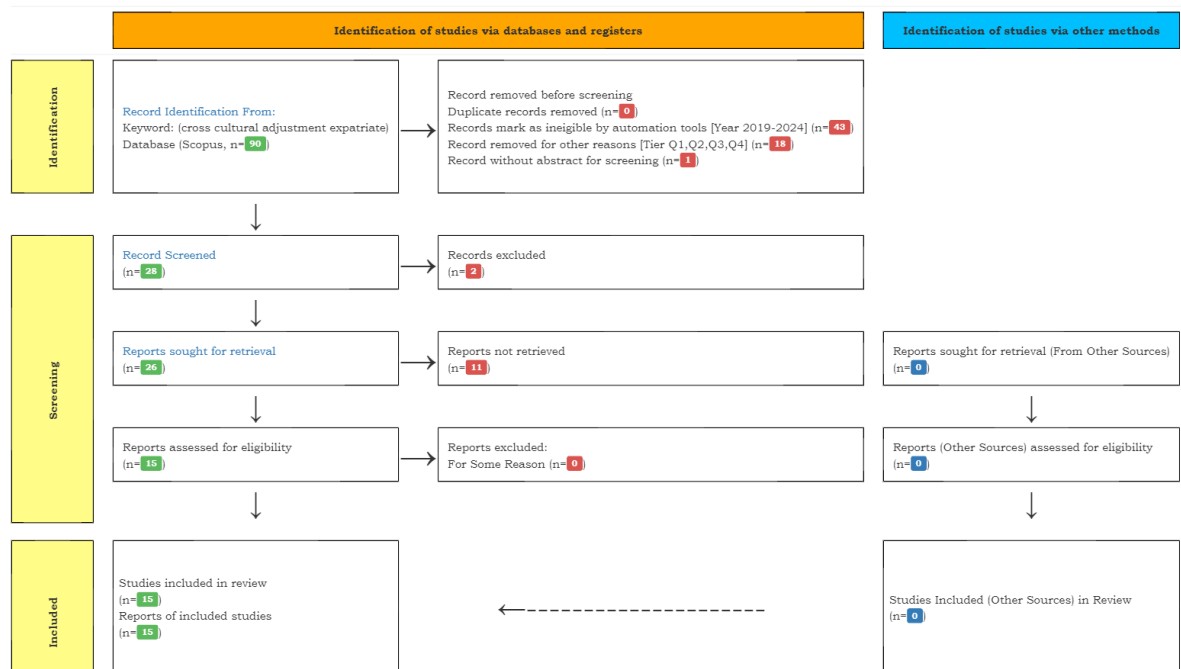 Identification of studies via databases and registers
Identification of studies via other methods
Identification
Record Identification From:
Keyword: (cross cultural adjustment expatriate)
Database (Scopus, n=90)
Record removed before screening
Duplicate records removed (n=0)
Records mark as ineigible by automation tools [Year 2019-2024] (n=43)
Record removed for other reasons [Tier Q1,Q2,Q3,Q4] (n=18)
Record without abstract for screening (n=1)
Screening
Record Screened
(n=28)
Records excluded
(n=2)
Reports sought for retrieval
(n=26)
Reports not retrieved
(n=11)
Reports sought for retrieval (From Other Sources)
(n=0)
Reports assessed for eligibility
(n=15)
Reports excluded:
For Some Reason (n=0)
Reports (Other Sources) assessed for eligibility
(n=0)
Included
Studies included in review
(n=15)
Reports of included studies
(n=15)
Studies Included (Other Sources) in Review
(n=0)